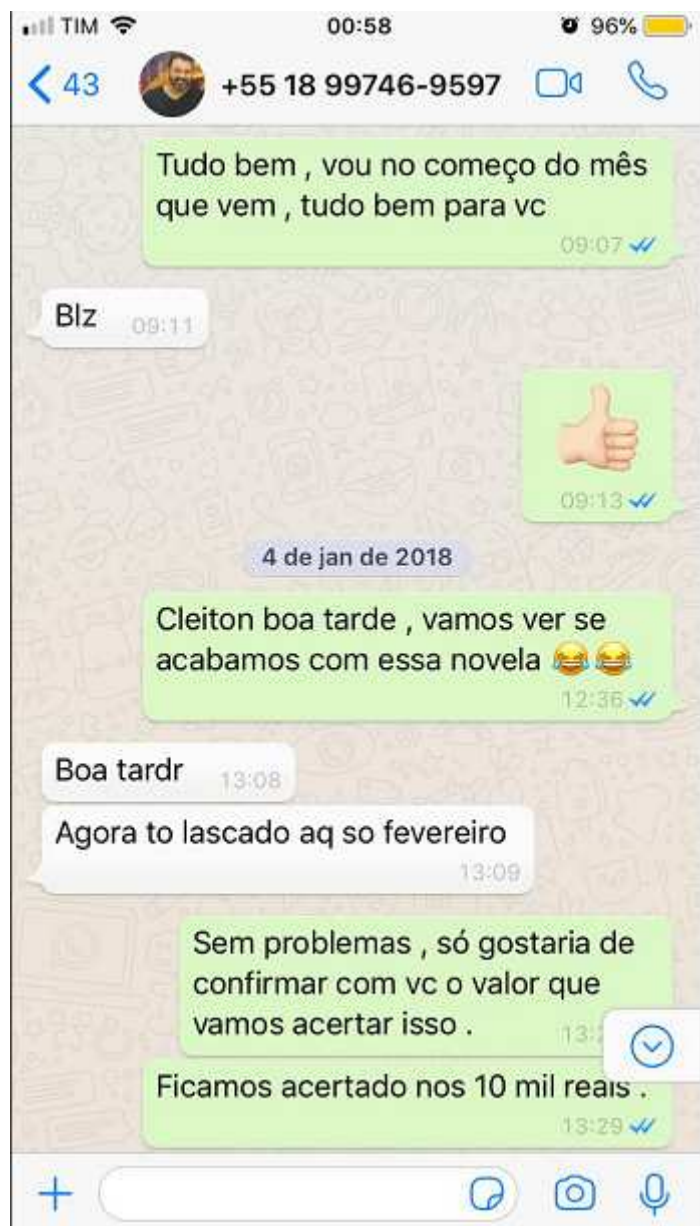 TIM
00:58
96%
43
+55 18 99746-9597
Tudo bem , vou no começo do mês
que vem , tudo bem para vc
09:07
Blz
09:11
09:13
4 de jan de 2018
Cleiton boa tarde , vamos ver se
acabamos com essa novela 😂😂
12:36
Boa tardr
13:08
Agora to lascado aq so fevereiro
13:09
Sem problemas , só gostaria de
confirmar com vc o valor que
vamos acertar isso .
Ficamos acertado nos 10 mil reais .
13:29